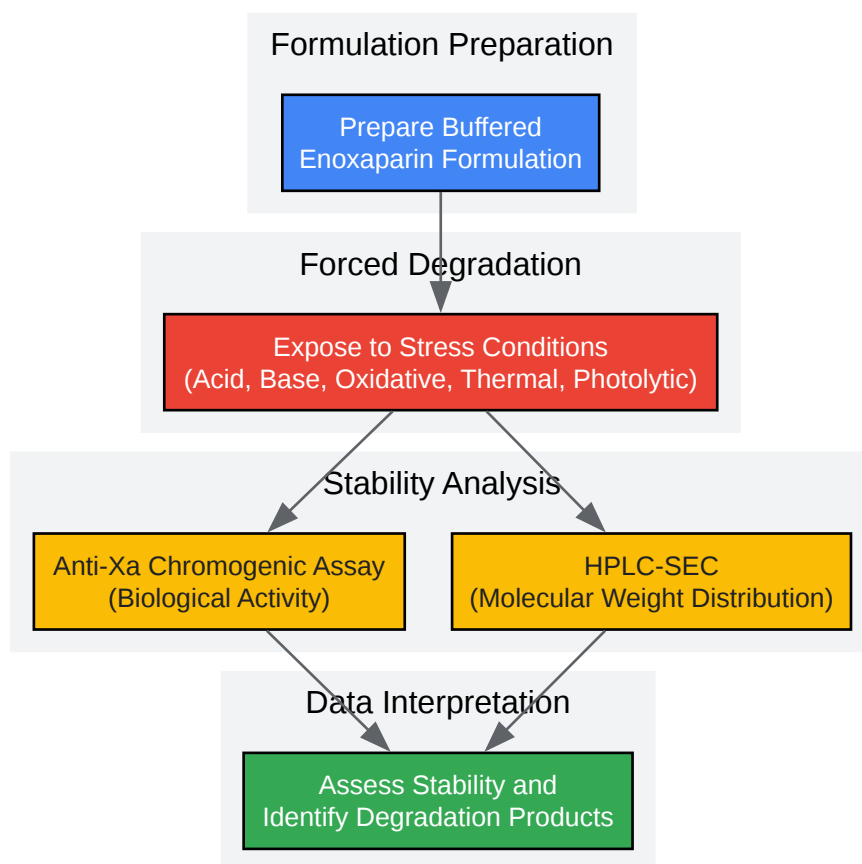 Formulation Preparation
Prepare Buffered
Enoxaparin Formulation
Forced Degradation
Expose to Stress Conditions
(Acid, Base, Oxidative, Thermal, Photolytic)
Stability Analysis
Anti-Xa Chromogenic Assay
(Biological Activity)
HPLC-SEC
(Molecular Weight Distribution)
Data Interpretation
Assess Stability and
Identify Degradation Products